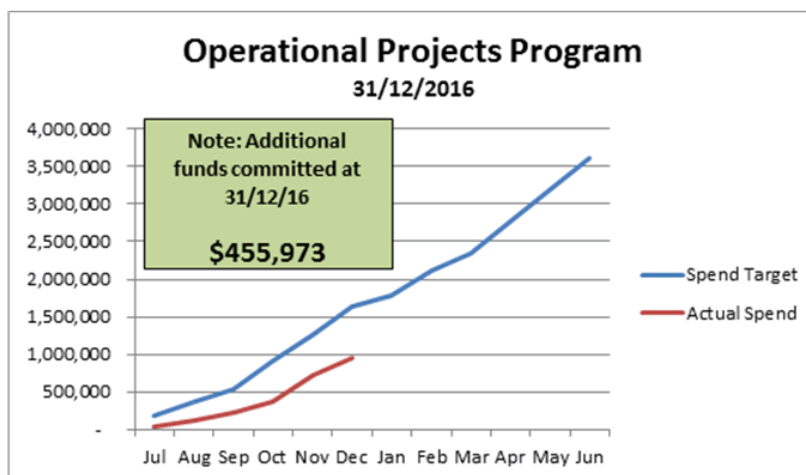 Operational Projects Program
31/12/2016
Note: Additional
funds committed at
31/12/16
$455,973
4,000,000
3,500,000
3,000,000
2,500,000
2,000,000
1,500,000
1,000,000
500,000
-
Jul Aug Sep Oct Nov Dec Jan Feb Mar Apr May Jun
Spend Target
Actual Spend